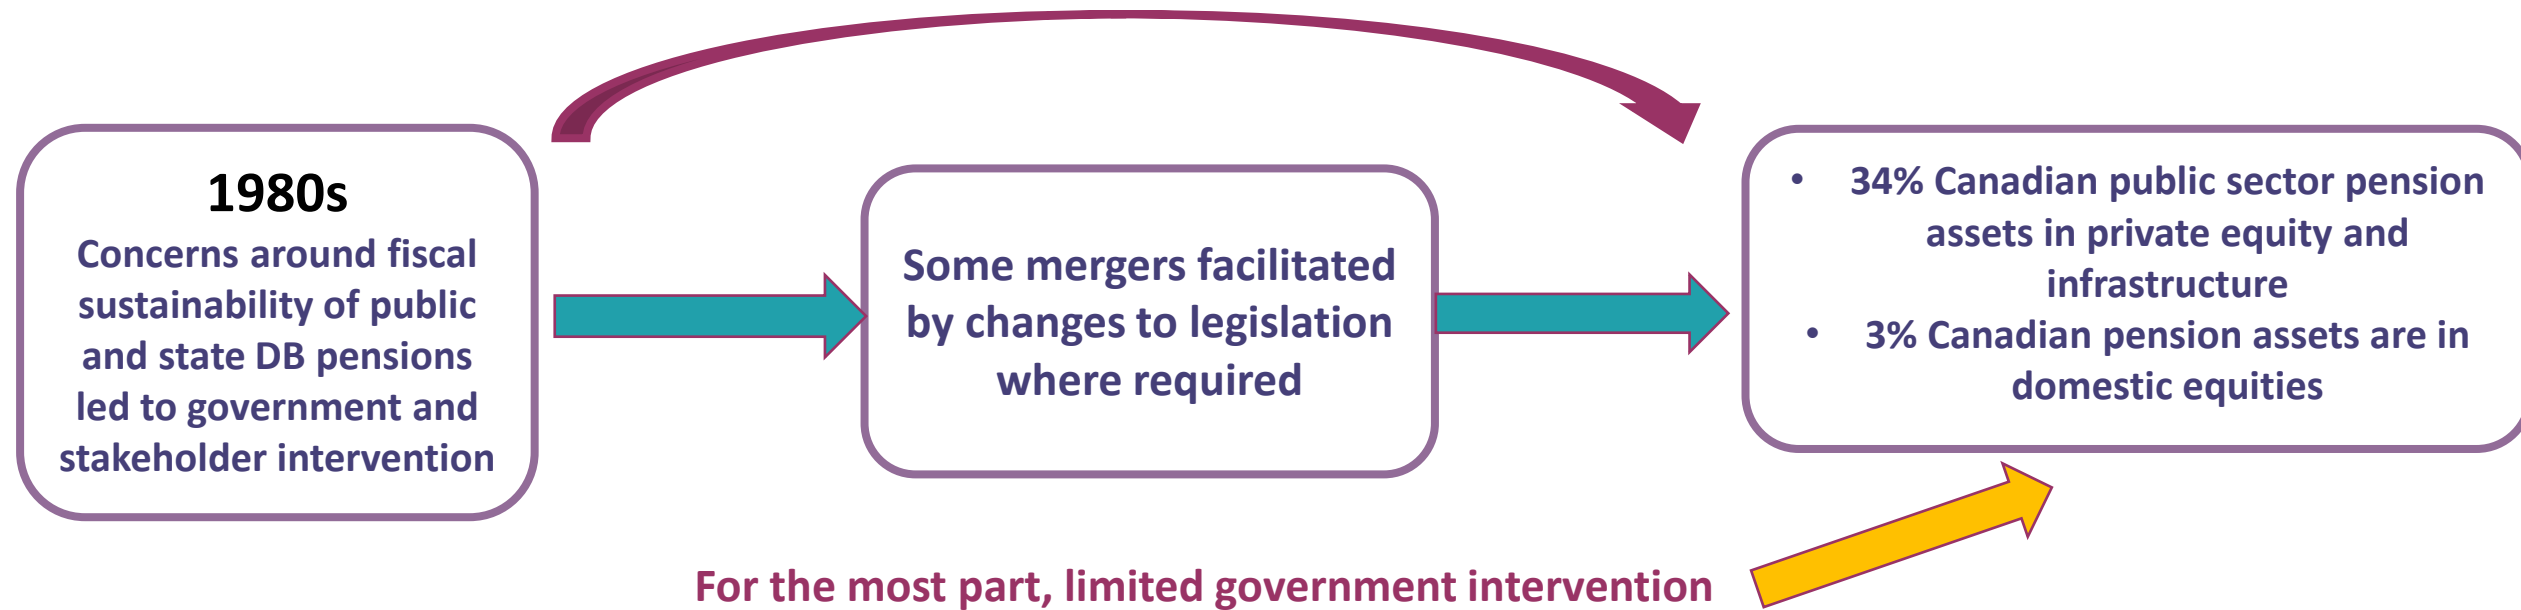 1980s
Concerns around fiscal
sustainability of public
and state DB pensions
led to government and
stakeholder intervention
Some mergers facilitated
by changes to legislation
where required
• 34% Canadian public sector pension
assets in private equity and
infrastructure
• 3% Canadian pension assets are in
domestic equities
For the most part, limited government intervention